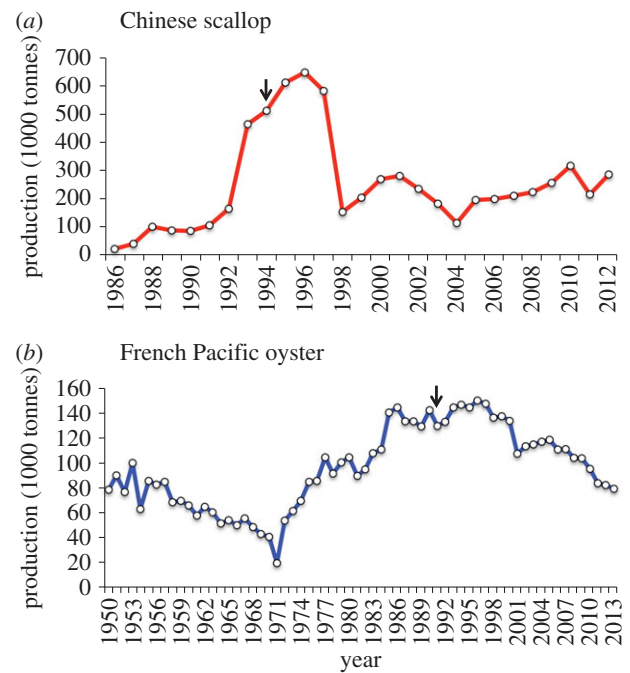 (a) Chinese scallop
production (1000 tonnes)
700
600
500
400
300
200
100
0
1986 1988 1990 1992 1994 1996 1998 2000 2002 2004 2006 2008 2010 2012
(b) French Pacific oyster
production (1000 tonnes)
160
140
120
100
80
60
40
20
0
1950 1953 1956 1959 1962 1965 1968 1971 1974 1977 1980 1983 1986 1989 1992 1995 1998 2001 2004 2007 2010 2013
year